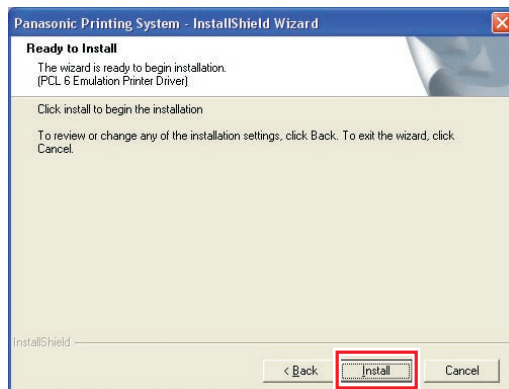 Panasonic Printing System - InstallShield Wizard
Ready to Install
The wizard is ready to begin installation.
(PCL 6 Emulation Printer Driver)
Click install to begin the installation
To review or change any of the installation settings, click Back. To exit the wizard, click
Cancel.
InstallShield
< Back Install Cancel